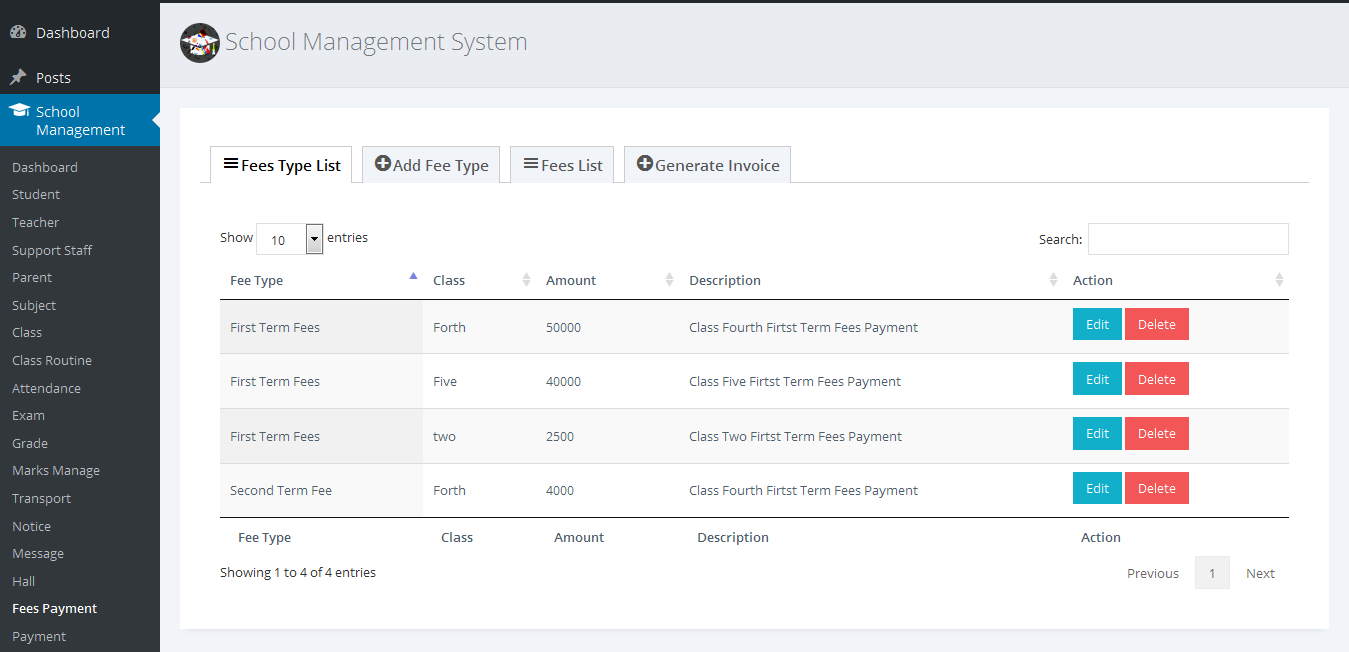 Dashboard
Posts
School
Management
Dashboard
Student
Teacher
Support Staff
Parent
Subject
Class
Class Routine
Attendance
Exam
Grade
Marks Manage
Transport
Notice
Message
Hall
Fees Payment
Payment
School Management System
Fees Type List Add Fee Type Fees List Generate Invoice
Show 10 entries Search:
Fee Type Class Amount Description Action
First Term Fees Forth 50000 Class Fourth Firtst Term Fees Payment Edit Delete
First Term Fees Five 40000 Class Five Firtst Term Fees Payment Edit Delete
First Term Fees two 2500 Class Two Firtst Term Fees Payment Edit Delete
Second Term Fee Forth 4000 Class Fourth Firtst Term Fees Payment Edit Delete
Fee Type Class Amount Description Action
Showing 1 to 4 of 4 entries Previous 1 Next